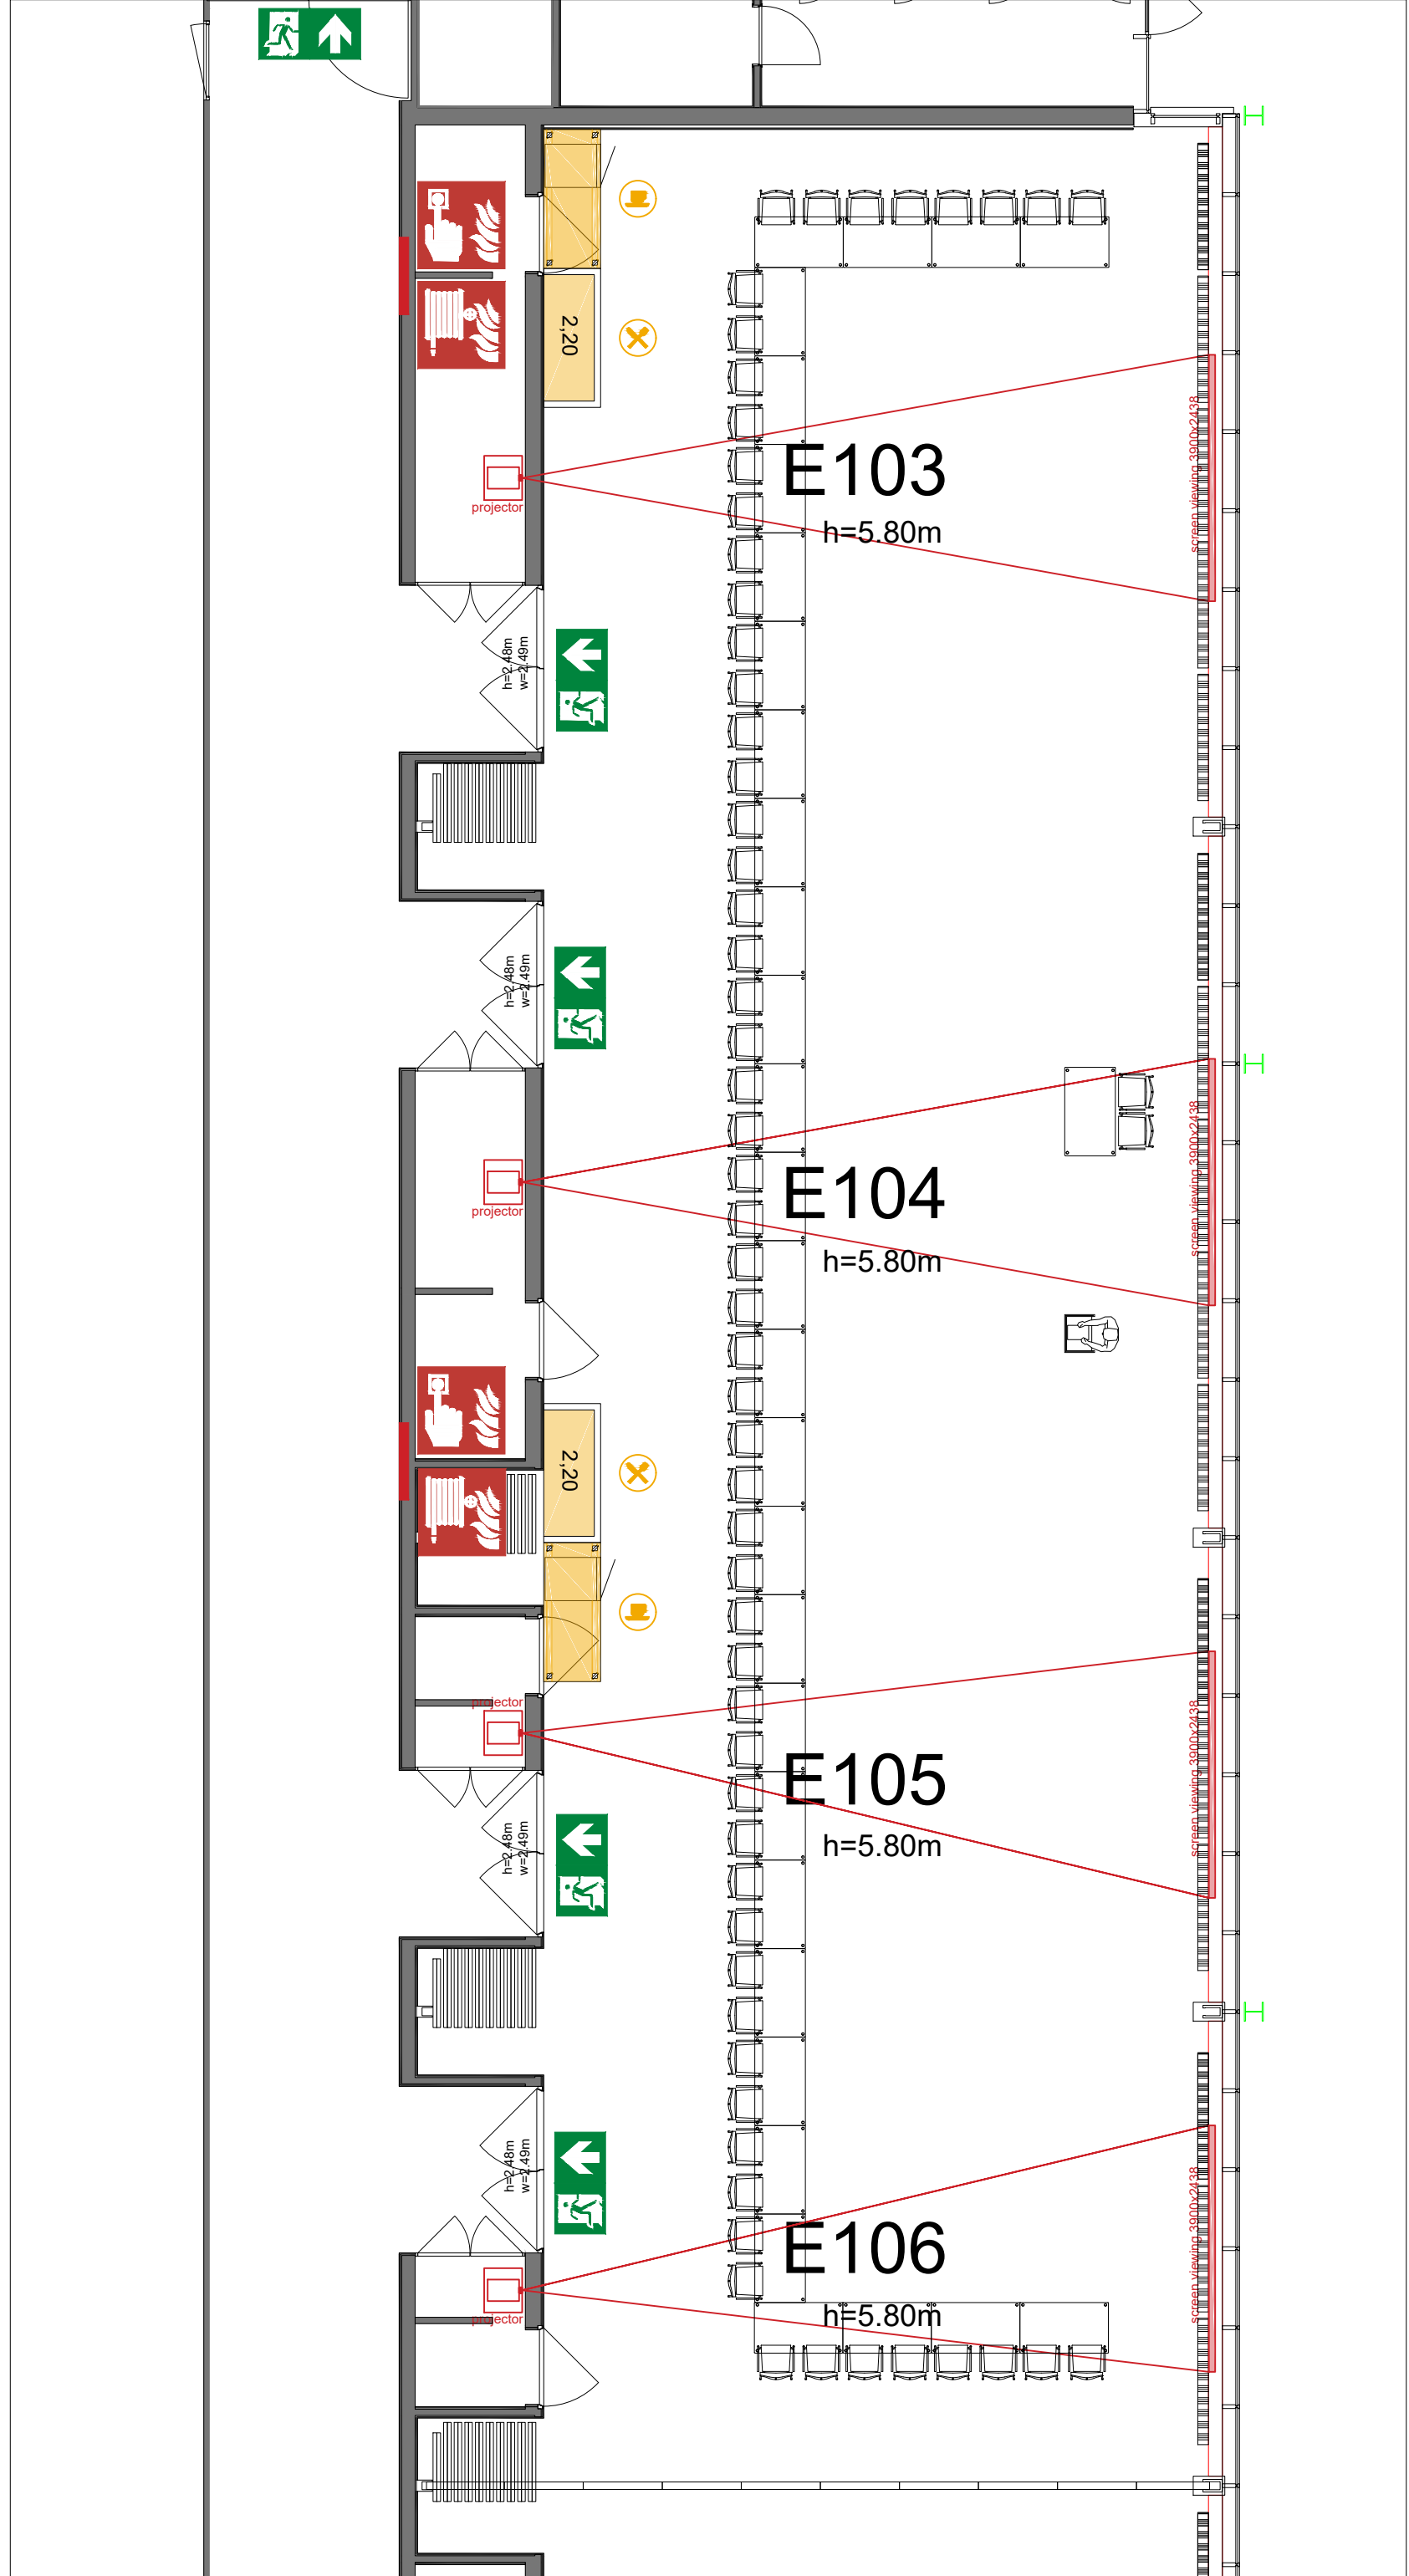 2,20
screen viewing 3900x2438
E103
projector
h=5.80m
h=2.48m
w=2.49m
h=2.48m
w=2.49m
screen viewing 3900x2438
E104
projector
h=5.80m
2,20
projector
screen viewing 3900x2438
E105
h=2.48m
w=2.49m
h=5.80m
h=2.48m
w=2.49m
screen viewing 3900x2438
E106
projector
h=5.80m